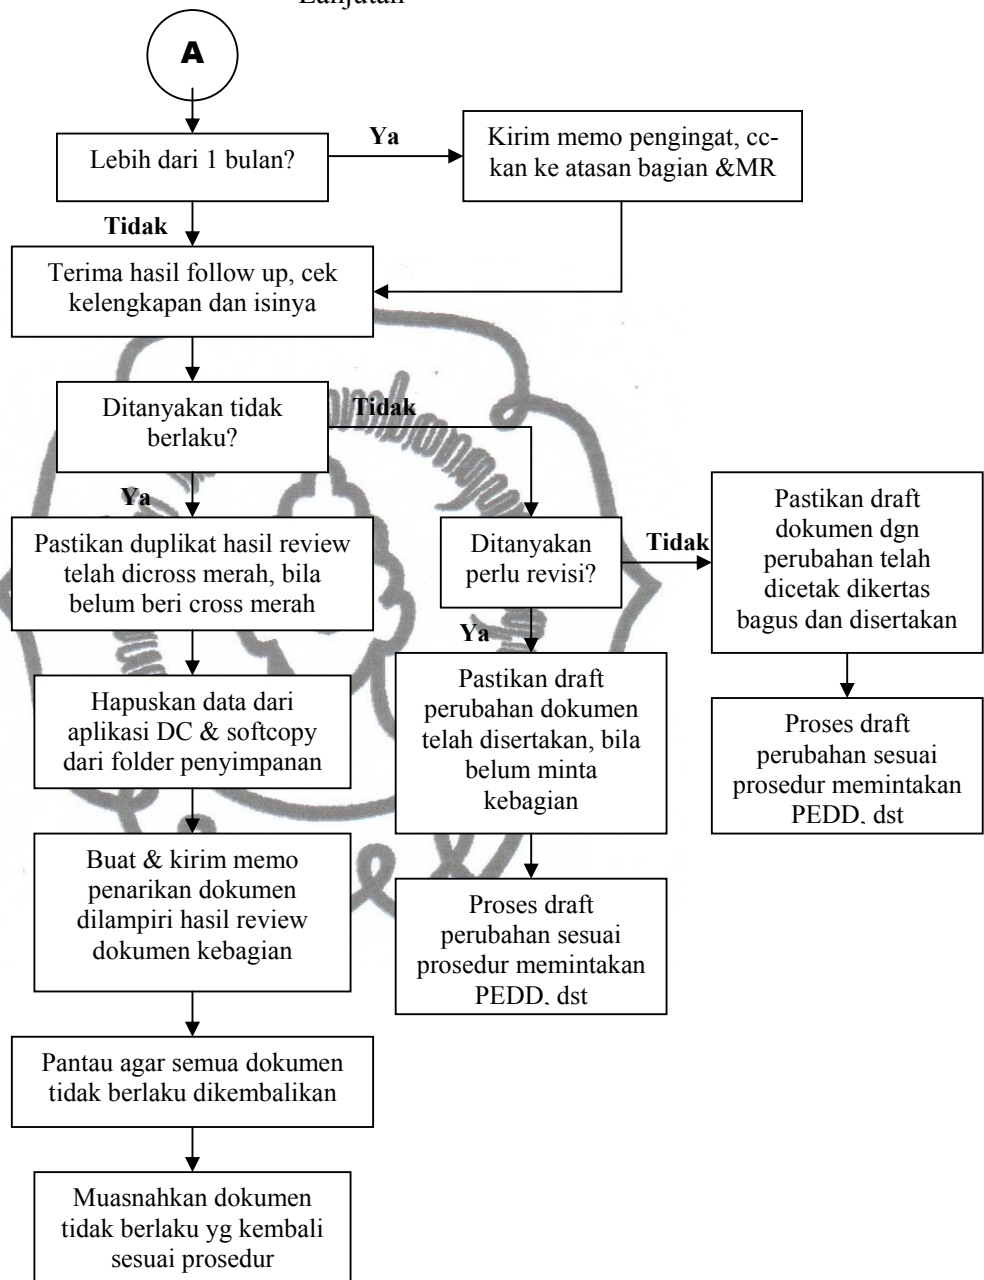 Lanjutan
A
Lebih dari 1 bulan?
Ya
Kirim memo pengingat, cc-
kan ke atasan bagian &MR
Tidak
Terima hasil follow up, cek
kelengkapan dan isinya
Ditanyakan tidak
berlaku?
Tidak
Ya
Pastikan duplikat hasil review
telah dicross merah, bila
belum beri cross merah
Ditanyakan
perlu revisi?
Tidak
Pastikan draft
dokumen dgn
perubahan telah
dicetak dikertas
bagus dan disertakan
Ya
Hapuskan data dari
aplikasi DC & softcopy
dari folder penyimpanan
Pastikan draft
perubahan dokumen
telah disertakan, bila
belum minta
kebagian
Proses draft
perubahan sesuai
prosedur memintakan
PEDD, dst
Buat & kirim memo
penarikan dokumen
dilampiri hasil review
dokumen kebagian
Proses draft
perubahan sesuai
prosedur memintakan
PEDD, dst
Pantau agar semua dokumen
tidak berlaku dikembalikan
Muasnahkan dokumen
tidak berlaku yg kembali
sesuai prosedur